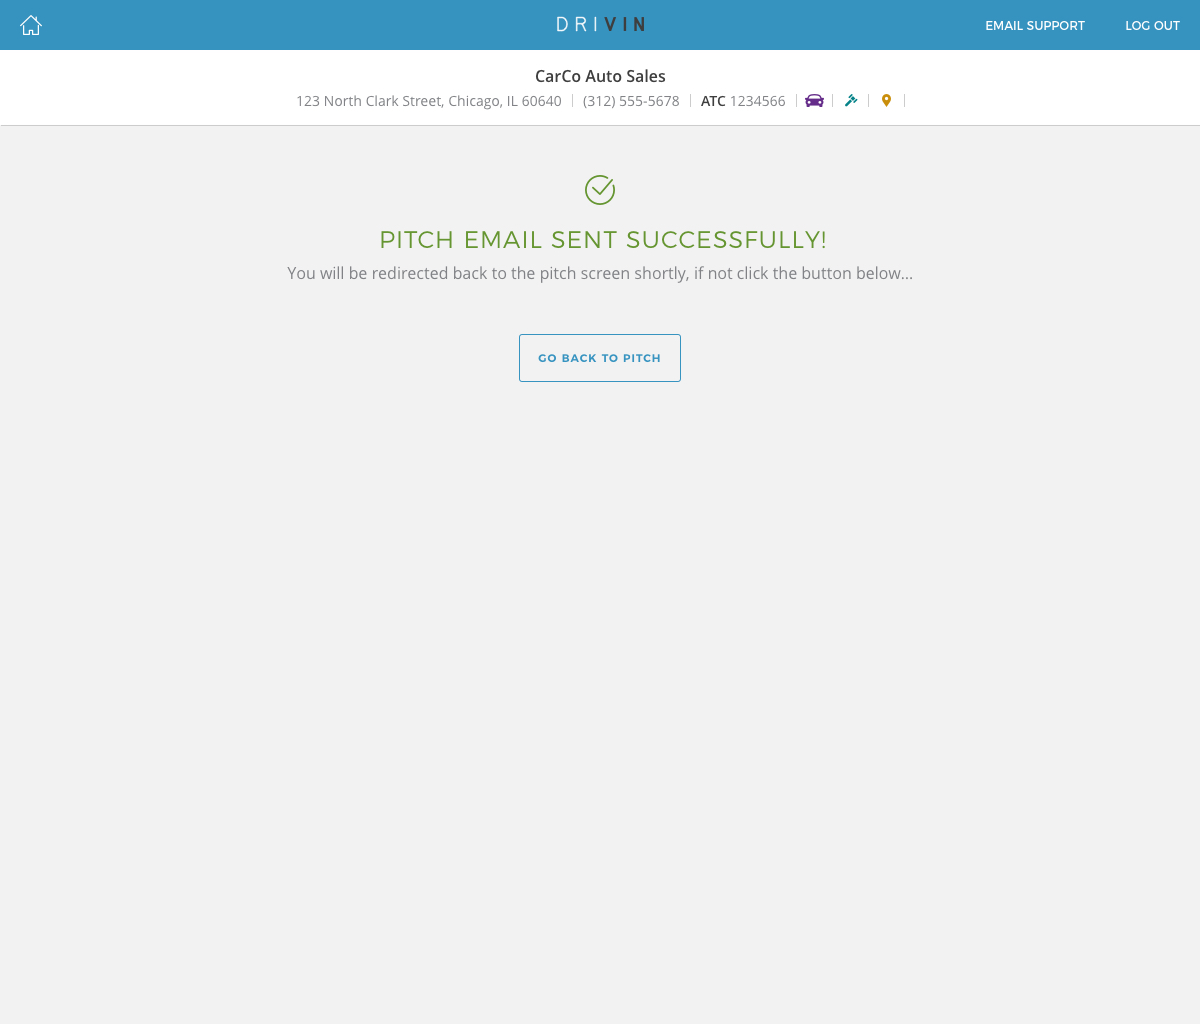 DRIVIN
EMAIL SUPPORT
LOG OUT
CarCo Auto Sales
123 North Clark Street, Chicago, IL 60640
(312) 555-5678
ATC 1234566
PITCH EMAIL SENT SUCCESSFULLY!
You will be redirected back to the pitch screen shortly, if not click the button below...
GO BACK TO PITCH